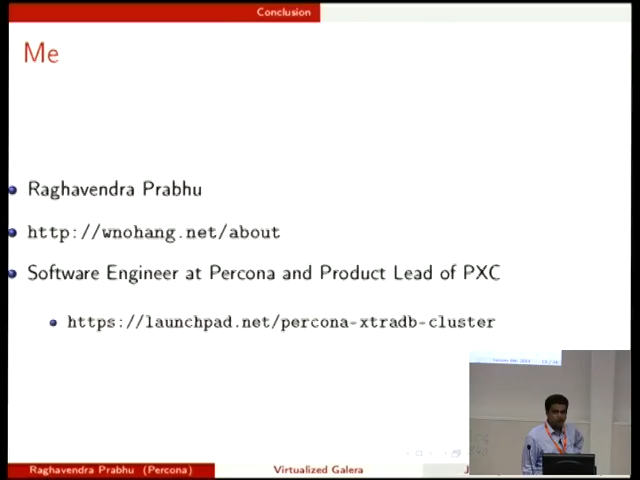 Conclusion
Me
Raghavendra Prabhu
http://wnohang.net/about
Software Engineer at Percona and Product Lead of PXC
https://launchpad.net/percona-xtradb-cluster
Raghavendra Prabhu (Percona)
Virtualized Galera
J